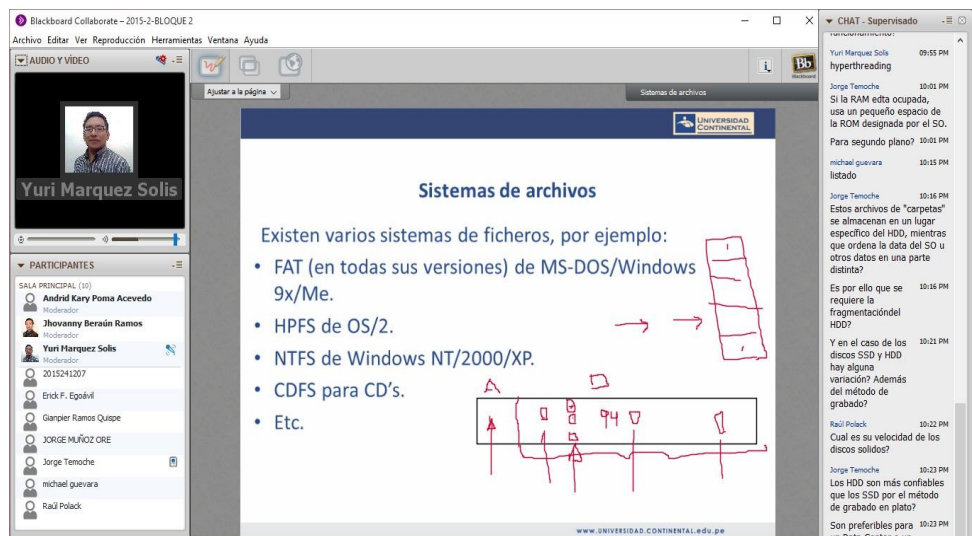 Blackboard Collaborate – 2015-2-BLOQUE 2
Archivo Editar Ver Reproducción Herramientas Ventana Ayuda
AUDIO Y VÍDEO
Yuri Marquez Solis
PARTICIPANTES
SALA PRINCIPAL (10)
Andrid Kary Poma Acevedo
Moderador
Jhovanny Beraún Ramos
Moderador
Yuri Marquez Solis
Moderador
2015241207
Erick F. Egoávil
Gianpier Ramos Quispe
JORGE MUÑOZ ORE
Jorge Temoche
michael guevara
Raúl Polack
Ajustar a la página
Sistemas de archivos
i
Bb
Blackboard
UNIVERSIDAD
CONTINENTAL
Sistemas de archivos
Existen varios sistemas de ficheros, por ejemplo:
• FAT (en todas sus versiones) de MS-DOS/Windows
9x/Me.
• HPFS de OS/2.
• NTFS de Windows NT/2000/XP.
• CDFS para CD's.
• Etc.
A
D
94
www.UNIVERSIDAD.CONTINENTAL.edu.pe
CHAT - Supervisado
funcionamiento?
Yuri Marquez Solis 09:55 PM
hyperthreading
Jorge Temoche 10:01 PM
Si la RAM edta ocupada,
usa un pequeño espacio de
la ROM designada por el SO.
Para segundo plano? 10:01 PM
michael guevara 10:15 PM
listado
Jorge Temoche 10:16 PM
Estos archivos de "carpetas"
se almacenan en un lugar
específico del HDD, mientras
que ordena la data del SO u
otros datos en una parte
distinta?
Es por ello que se 10:16 PM
requiere la
fragmentacióndel
HDD?
Y en el caso de los 10:21 PM
discos SSD y HDD
hay alguna
variación? Además
del método de
grabado?
Raúl Polack 10:22 PM
Cual es su velocidad de los
discos solidos?
Jorge Temoche 10:23 PM
Los HDD son más confiables
que los SSD por el método
de grabado en plato?
Son preferibles para 10:23 PM
un Data Center o un